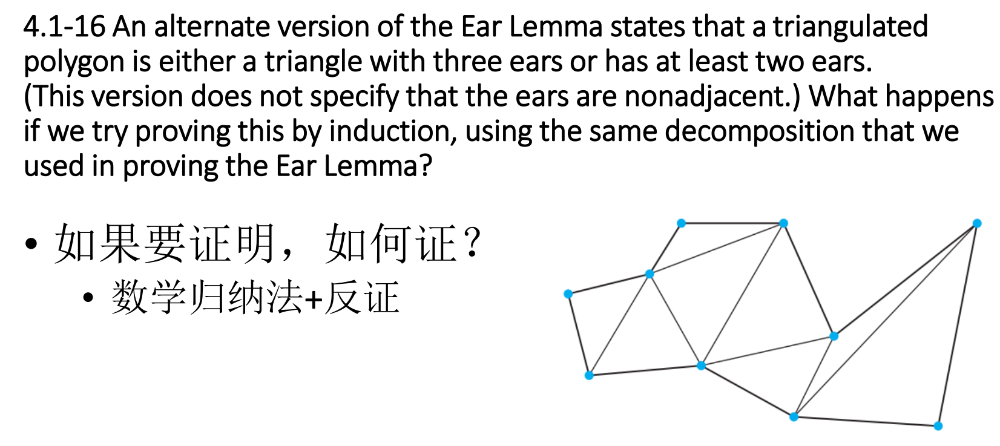 4.1-16 An alternate version of the Ear Lemma states that a triangulated
polygon is either a triangle with three ears or has at least two ears.
(This version does not specify that the ears are nonadjacent.) What happens
if we try proving this by induction, using the same decomposition that we
used in proving the Ear Lemma?
• 如果要证明，如何证？
• 数学归纳法+反证